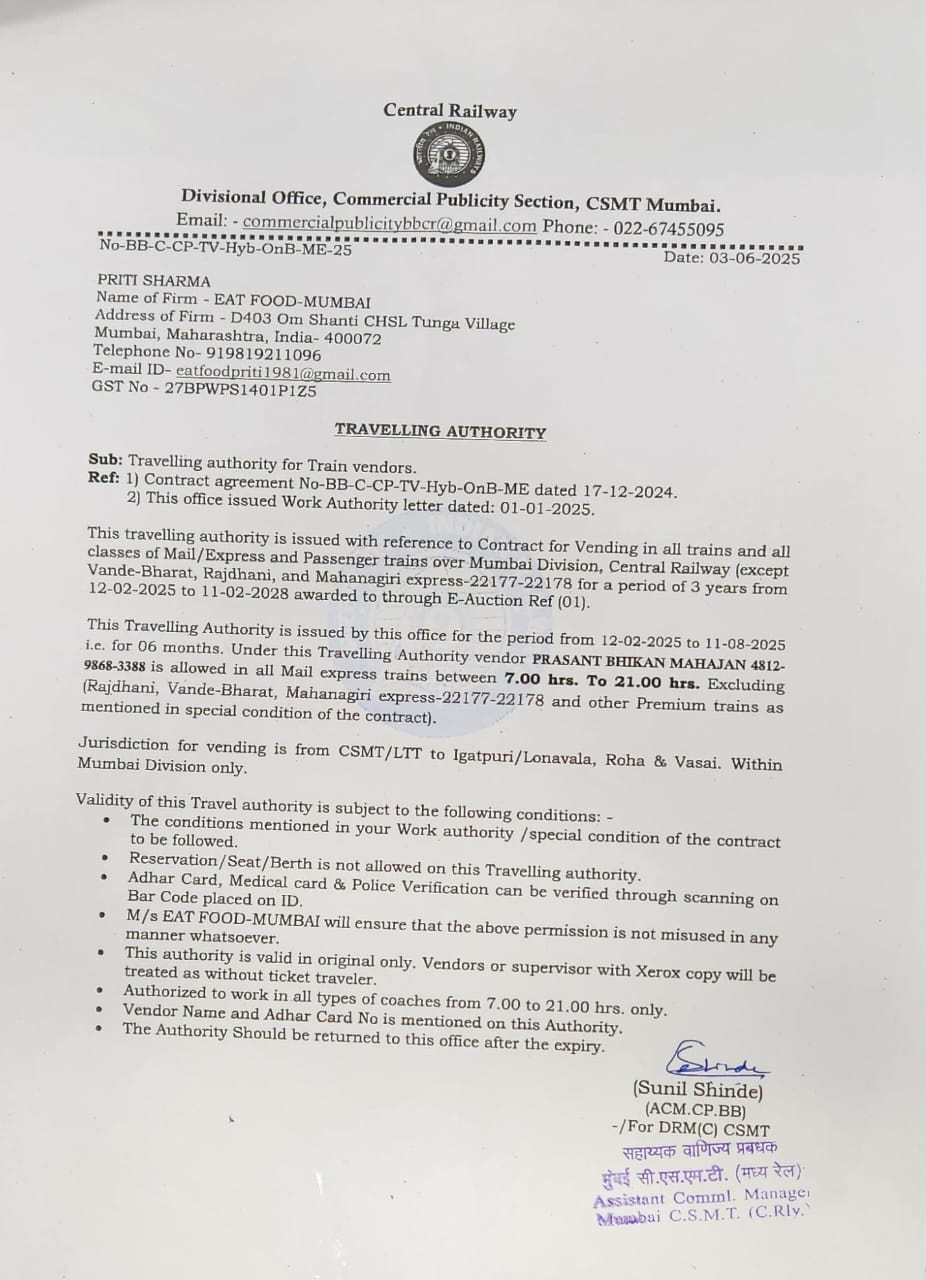 Central Railway
भारतीय रेल • INDIAN RAILWAYS
Divisional Office, Commercial Publicity Section, CSMT Mumbai.
Email: - commercialpublicitybbcr@gmail.com Phone: - 022-67455095
No-BB-C-CP-TV-Hyb-OnB-ME-25
Date: 03-06-2025
PRITI SHARMA
Name of Firm - EAT FOOD-MUMBAI
Address of Firm - D403 Om Shanti CHSL Tunga Village
Mumbai, Maharashtra, India- 400072
Telephone No- 919819211096
E-mail ID- eatfoodpriti1981@gmail.com
GST No - 27BPWPS1401P1Z5
TRAVELLING AUTHORITY
Sub: Travelling authority for Train vendors.
Ref: 1) Contract agreement No-BB-C-CP-TV-Hyb-OnB-ME dated 17-12-2024.
2) This office issued Work Authority letter dated: 01-01-2025.
This travelling authority is issued with reference to Contract for Vending in all trains and all
classes of Mail/Express and Passenger trains over Mumbai Division, Central Railway (except
Vande-Bharat, Rajdhani, and Mahanagiri express-22177-22178 for a period of 3 years from
12-02-2025 to 11-02-2028 awarded to through E-Auction Ref (01).
This Travelling Authority is issued by this office for the period from 12-02-2025 to 11-08-2025
i.e. for 06 months. Under this Travelling Authority vendor PRASANT BHIKAN MAHAJAN 4812-
9868-3388 is allowed in all Mail express trains between 7.00 hrs. To 21.00 hrs. Excluding
(Rajdhani, Vande-Bharat, Mahanagiri express-22177-22178 and other Premium trains as
mentioned in special condition of the contract).
Jurisdiction for vending is from CSMT/LTT to Igatpuri/Lonavala, Roha & Vasai. Within
Mumbai Division only.
Validity of this Travel authority is subject to the following conditions: -
• The conditions mentioned in your Work authority /special condition of the contract
to be followed.
• Reservation/Seat/Berth is not allowed on this Travelling authority.
• Adhar Card, Medical card & Police Verification can be verified through scanning on
Bar Code placed on ID.
• M/s EAT FOOD-MUMBAI will ensure that the above permission is not misused in any
manner whatsoever.
• This authority is valid in original only. Vendors or supervisor with Xerox copy will be
treated as without ticket traveler.
• Authorized to work in all types of coaches from 7.00 to 21.00 hrs. only.
• Vendor Name and Adhar Card No is mentioned on this Authority.
• The Authority Should be returned to this office after the expiry.
SShinde
(Sunil Shinde)
(ACM.CP.BB)
-/For DRM(C) CSMT
सहाय्यक वाणिज्य प्रबधक
मुंबई सी.एस.एम.टी. (मध्य रेल)
Assistant Comml. Manager
Mumbai C.S.M.T. (C.Rly.